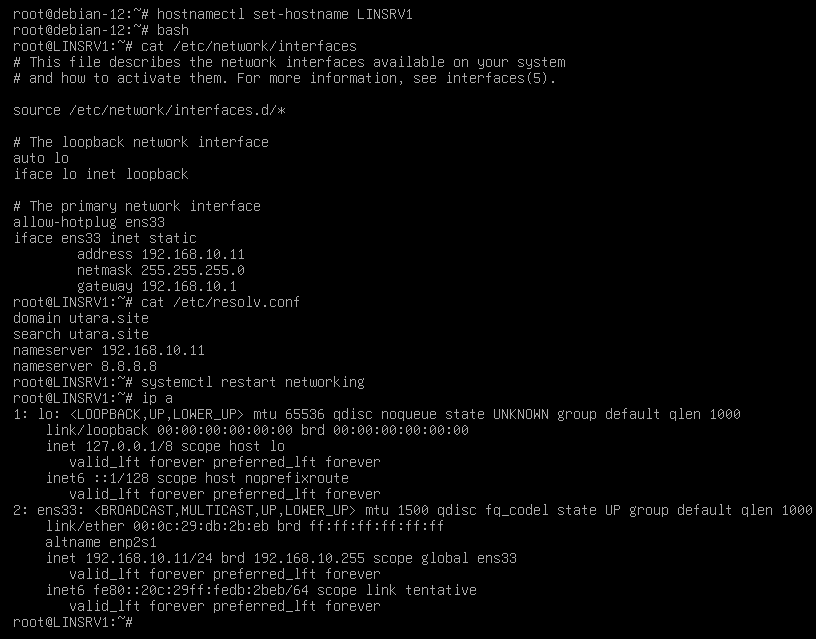 root@debian-12:~# hostnamectl set-hostname LINSRV1
root@debian-12:~# bash
root@LINSRV1:~# cat /etc/network/interfaces
# This file describes the network interfaces available on your system
# and how to activate them. For more information, see interfaces(5).

source /etc/network/interfaces.d/*

# The loopback network interface
auto lo
iface lo inet loopback

# The primary network interface
allow-hotplug ens33
iface ens33 inet static
        address 192.168.10.11
        netmask 255.255.255.0
        gateway 192.168.10.1
root@LINSRV1:~# cat /etc/resolv.conf
domain utara.site
search utara.site
nameserver 192.168.10.11
nameserver 8.8.8.8
root@LINSRV1:~# systemctl restart networking
root@LINSRV1:~# ip a
1: lo: <LOOPBACK,UP,LOWER_UP> mtu 65536 qdisc noqueue state UNKNOWN group default qlen 1000
    link/loopback 00:00:00:00:00:00 brd 00:00:00:00:00:00
    inet 127.0.0.1/8 scope host lo
       valid_lft forever preferred_lft forever
    inet6 ::1/128 scope host noprefixroute
       valid_lft forever preferred_lft forever
2: ens33: <BROADCAST,MULTICAST,UP,LOWER_UP> mtu 1500 qdisc fq_codel state UP group default qlen 1000
    link/ether 00:0c:29:db:2b:eb brd ff:ff:ff:ff:ff:ff
    altname enp2s1
    inet 192.168.10.11/24 brd 192.168.10.255 scope global ens33
       valid_lft forever preferred_lft forever
    inet6 fe80::20c:29ff:fedb:2beb/64 scope link tentative
       valid_lft forever preferred_lft forever
root@LINSRV1:~#